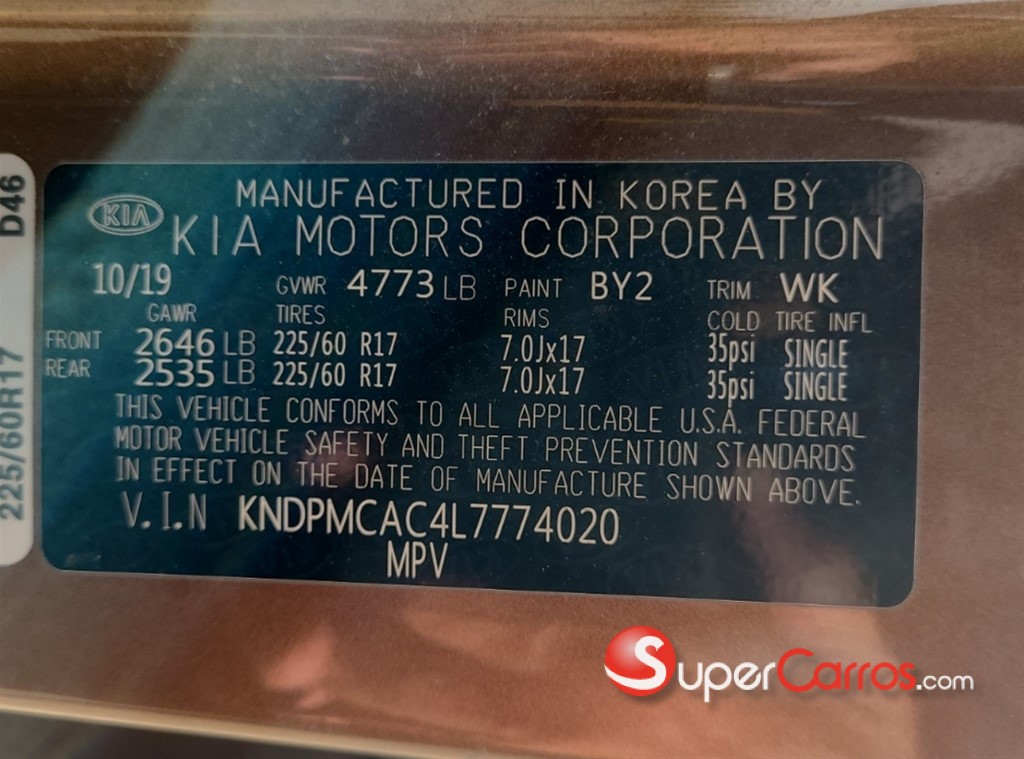 D46
225/60R17
KIA
MANUFACTURED IN KOREA BY
KIA MOTORS CORPORATION
10/19 GVWR 4773 LB PAINT BY2 TRIM WK
GAWR TIRES RIMS COLD TIRE INFL
FRONT 2646 LB 225/60 R17 7.0Jx17 35psi SINGLE
REAR 2535 LB 225/60 R17 7.0Jx17 35psi SINGLE
THIS VEHICLE CONFORMS TO ALL APPLICABLE U.S.A. FEDERAL
MOTOR VEHICLE SAFETY AND THEFT PREVENTION STANDARDS
IN EFFECT ON THE DATE OF MANUFACTURE SHOWN ABOVE.
V.I.N KNDPMCAC4L7774020
MPV
SuperCarros.com